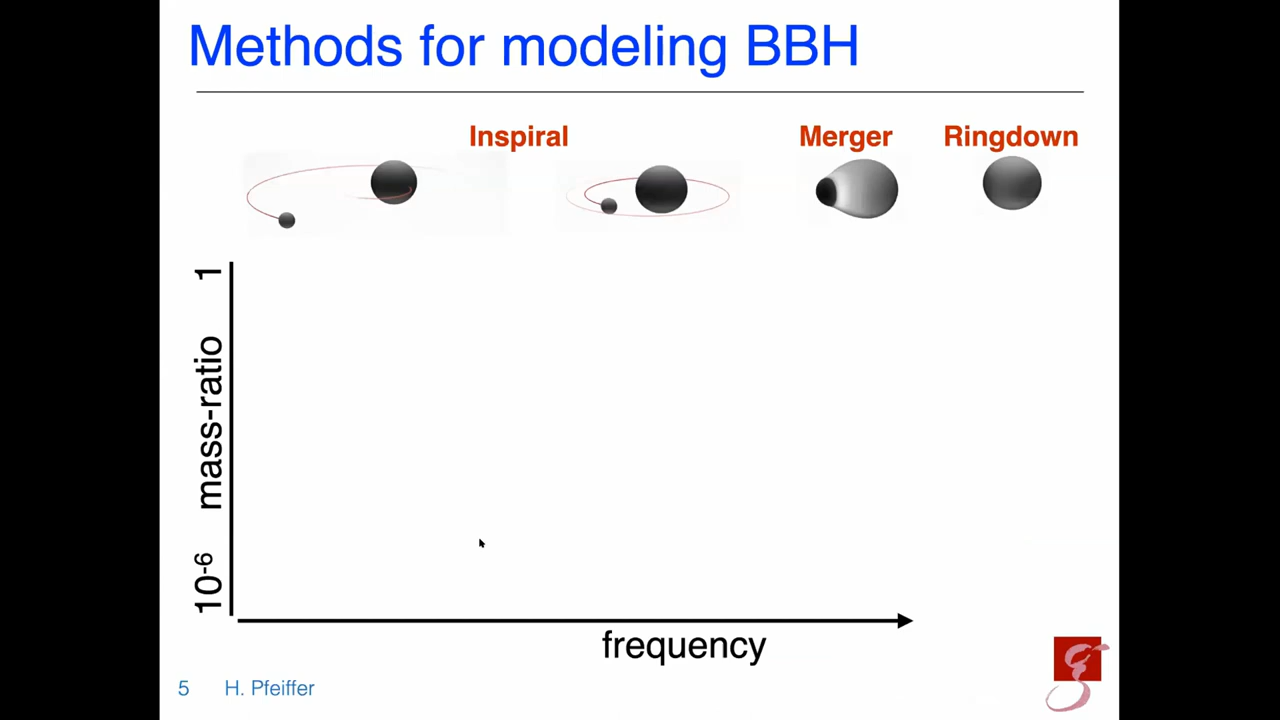 Methods for modeling BBH
Inspiral
Merger
Ringdown
1
mass-ratio
10-6
frequency
5
H. Pfeiffer